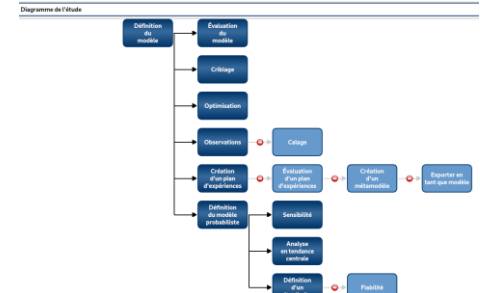 Diagramme de l'étude
Définition
du
modèle
Évaluation
du
modèle
Criblage
Optimisation
Observations
Calage
Création
d'un plan
d'expériences
Évaluation
d'un plan
d'expériences
Création
d'un
métamodèle
Exporter en
tant que modèle
Définition
du modèle
probabiliste
Sensibilité
Analyse
en tendance
centrale
Définition
d'un
Fiabilité